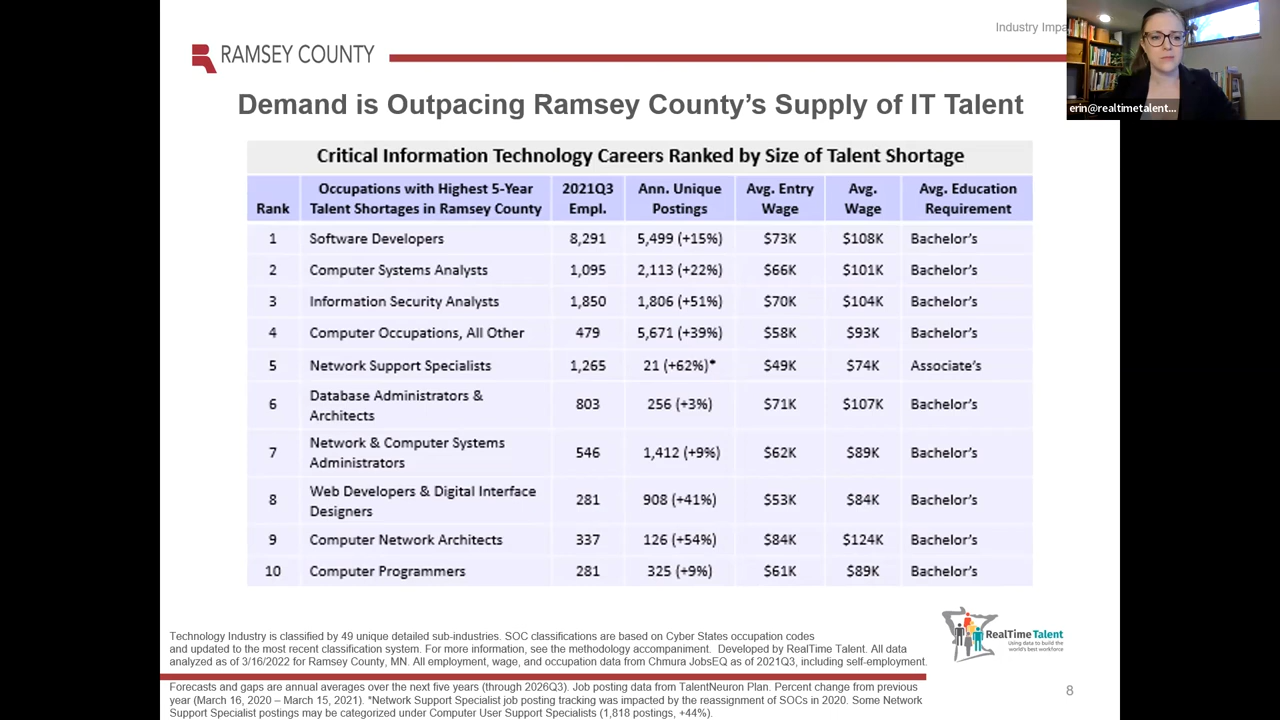 Industry Impa
RAMSEY COUNTY
erin@realtimetalent...
Demand is Outpacing Ramsey County's Supply of IT Talent
Critical Information Technology Careers Ranked by Size of Talent Shortage
Rank Occupations with Highest 5-Year Talent Shortages in Ramsey County 2021Q3 Empl. Ann. Unique Postings Avg. Entry Wage Avg. Wage Avg. Education Requirement
1 Software Developers 8,291 5,499 (+15%) $73K $108K Bachelor's
2 Computer Systems Analysts 1,095 2,113 (+22%) $66K $101K Bachelor's
3 Information Security Analysts 1,850 1,806 (+51%) $70K $104K Bachelor's
4 Computer Occupations, All Other 479 5,671 (+39%) $58K $93K Bachelor's
5 Network Support Specialists 1,265 21 (+62%)* $49K $74K Associate's
6 Database Administrators & Architects 803 256 (+3%) $71K $107K Bachelor's
7 Network & Computer Systems Administrators 546 1,412 (+9%) $62K $89K Bachelor's
8 Web Developers & Digital Interface Designers 281 908 (+41%) $53K $84K Bachelor's
9 Computer Network Architects 337 126 (+54%) $84K $124K Bachelor's
10 Computer Programmers 281 325 (+9%) $61K $89K Bachelor's
Technology Industry is classified by 49 unique detailed sub-industries. SOC classifications are based on Cyber States occupation codes
and updated to the most recent classification system. For more information, see the methodology accompaniment. Developed by RealTime Talent. All data
analyzed as of 3/16/2022 for Ramsey County, MN. All employment, wage, and occupation data from Chmura JobsEQ as of 2021Q3, including self-employment.
RealTime Talent
Using data to build the
world's best workforce
Forecasts and gaps are annual averages over the next five years (through 2026Q3). Job posting data from TalentNeuron Plan. Percent change from previous
year (March 16, 2020 – March 15, 2021). *Network Support Specialist job posting tracking was impacted by the reassignment of SOCs in 2020. Some Network
Support Specialist postings may be categorized under Computer User Support Specialists (1,818 postings, +44%).
8